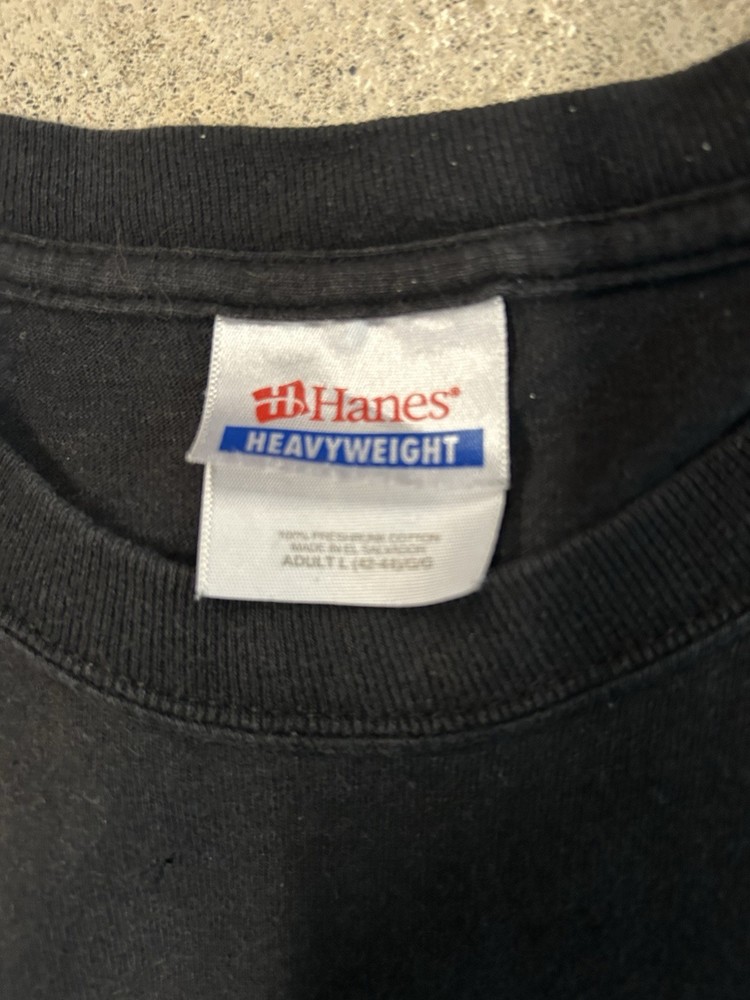 Hanes®
HEAVYWEIGHT
100% PRESHRUNK COTTON
MADE IN EL SALVADOR
ADULT L (42-44)G/G